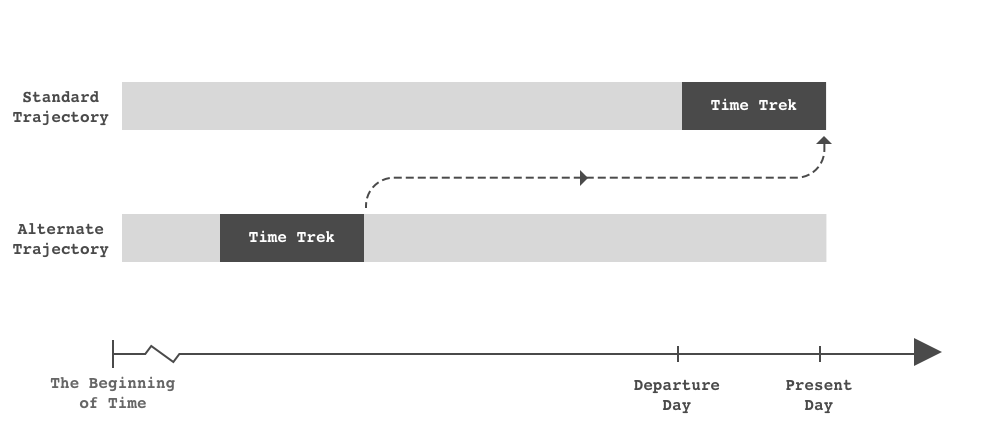 Standard
Trajectory
Time Trek
Alternate
Trajectory
Time Trek
The Beginning
of Time
Departure
Day
Present
Day